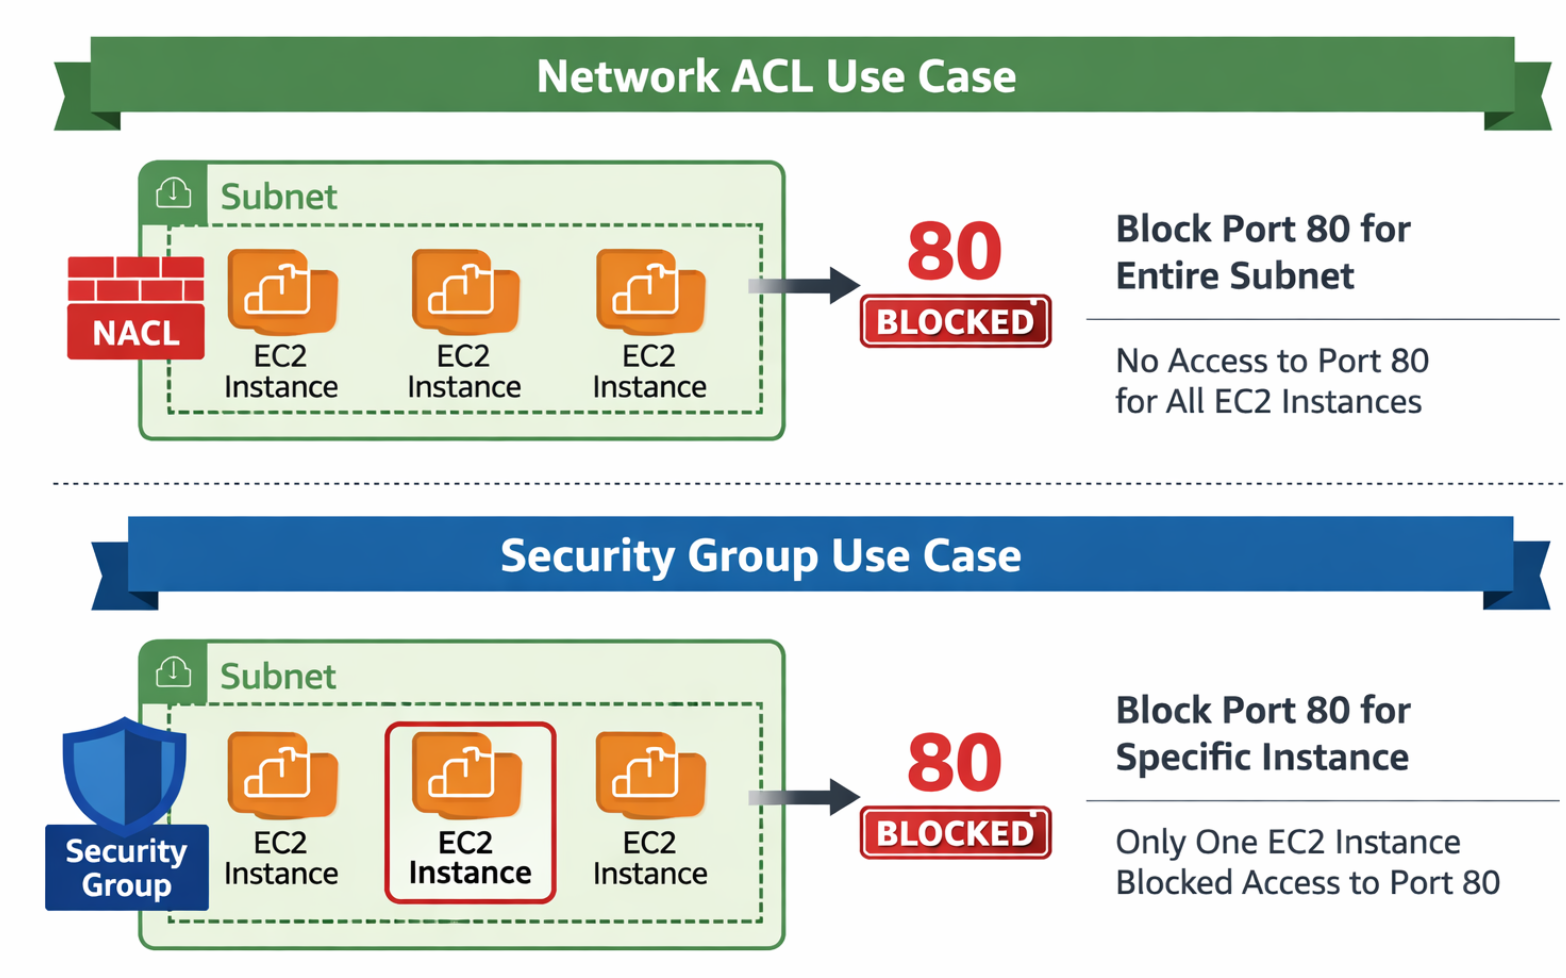 Network ACL Use Case
Subnet
NACL
EC2
Instance
EC2
Instance
EC2
Instance
80
BLOCKED
Block Port 80 for
Entire Subnet
No Access to Port 80
for All EC2 Instances
Security Group Use Case
Subnet
Security
Group
EC2
Instance
EC2
Instance
EC2
Instance
80
BLOCKED
Block Port 80 for
Specific Instance
Only One EC2 Instance
Blocked Access to Port 80